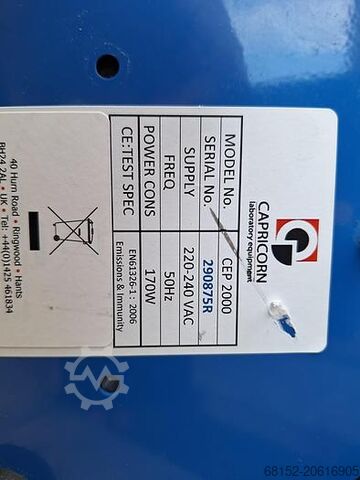 CAPRICORN
laboratory equipment
MODEL No. CEP 2000
SERIAL No. 290875R
SUPPLY 220-240 VAC
FREQ 50Hz
POWER CONS 170W
CE:TEST SPEC EN61326-1 : 2006
Emissions & Immunity
40 Hurn Road • Ringwood • Hants
BH24 2AL • UK • Tel: +44(0)1425 461834
68152-20616905